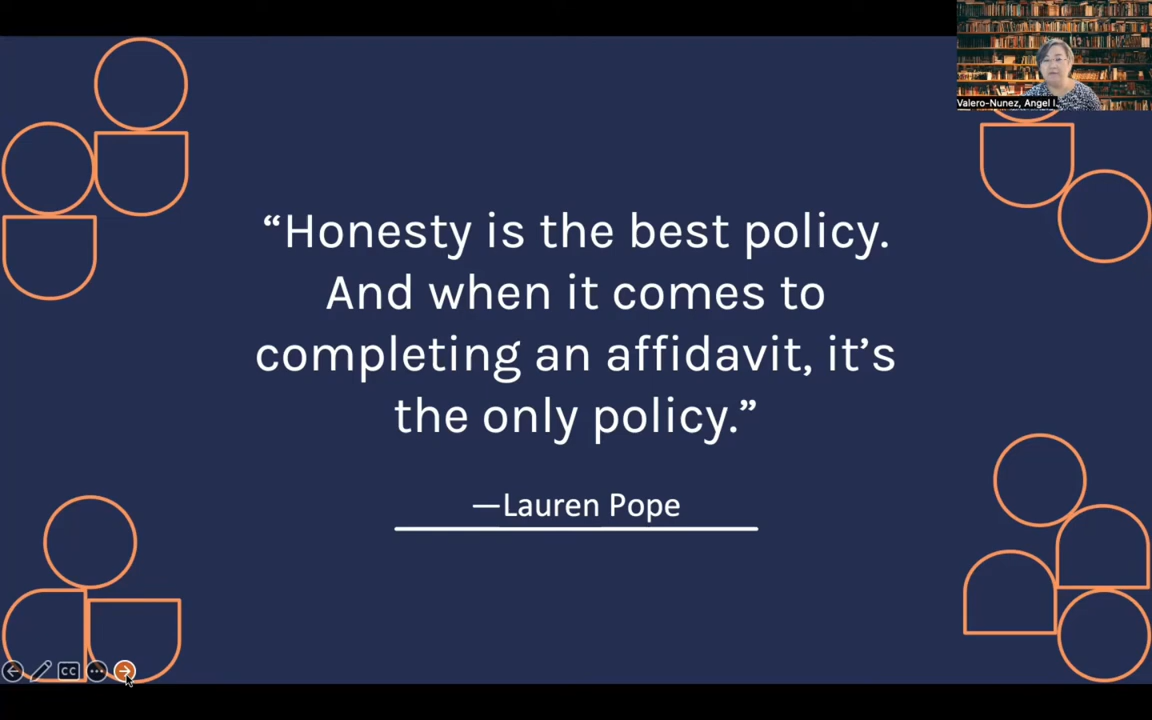 Valero-Nunez, Angel I.
“Honesty is the best policy.
And when it comes to
completing an affidavit, it’s
the only policy.”
—Lauren Pope
CC